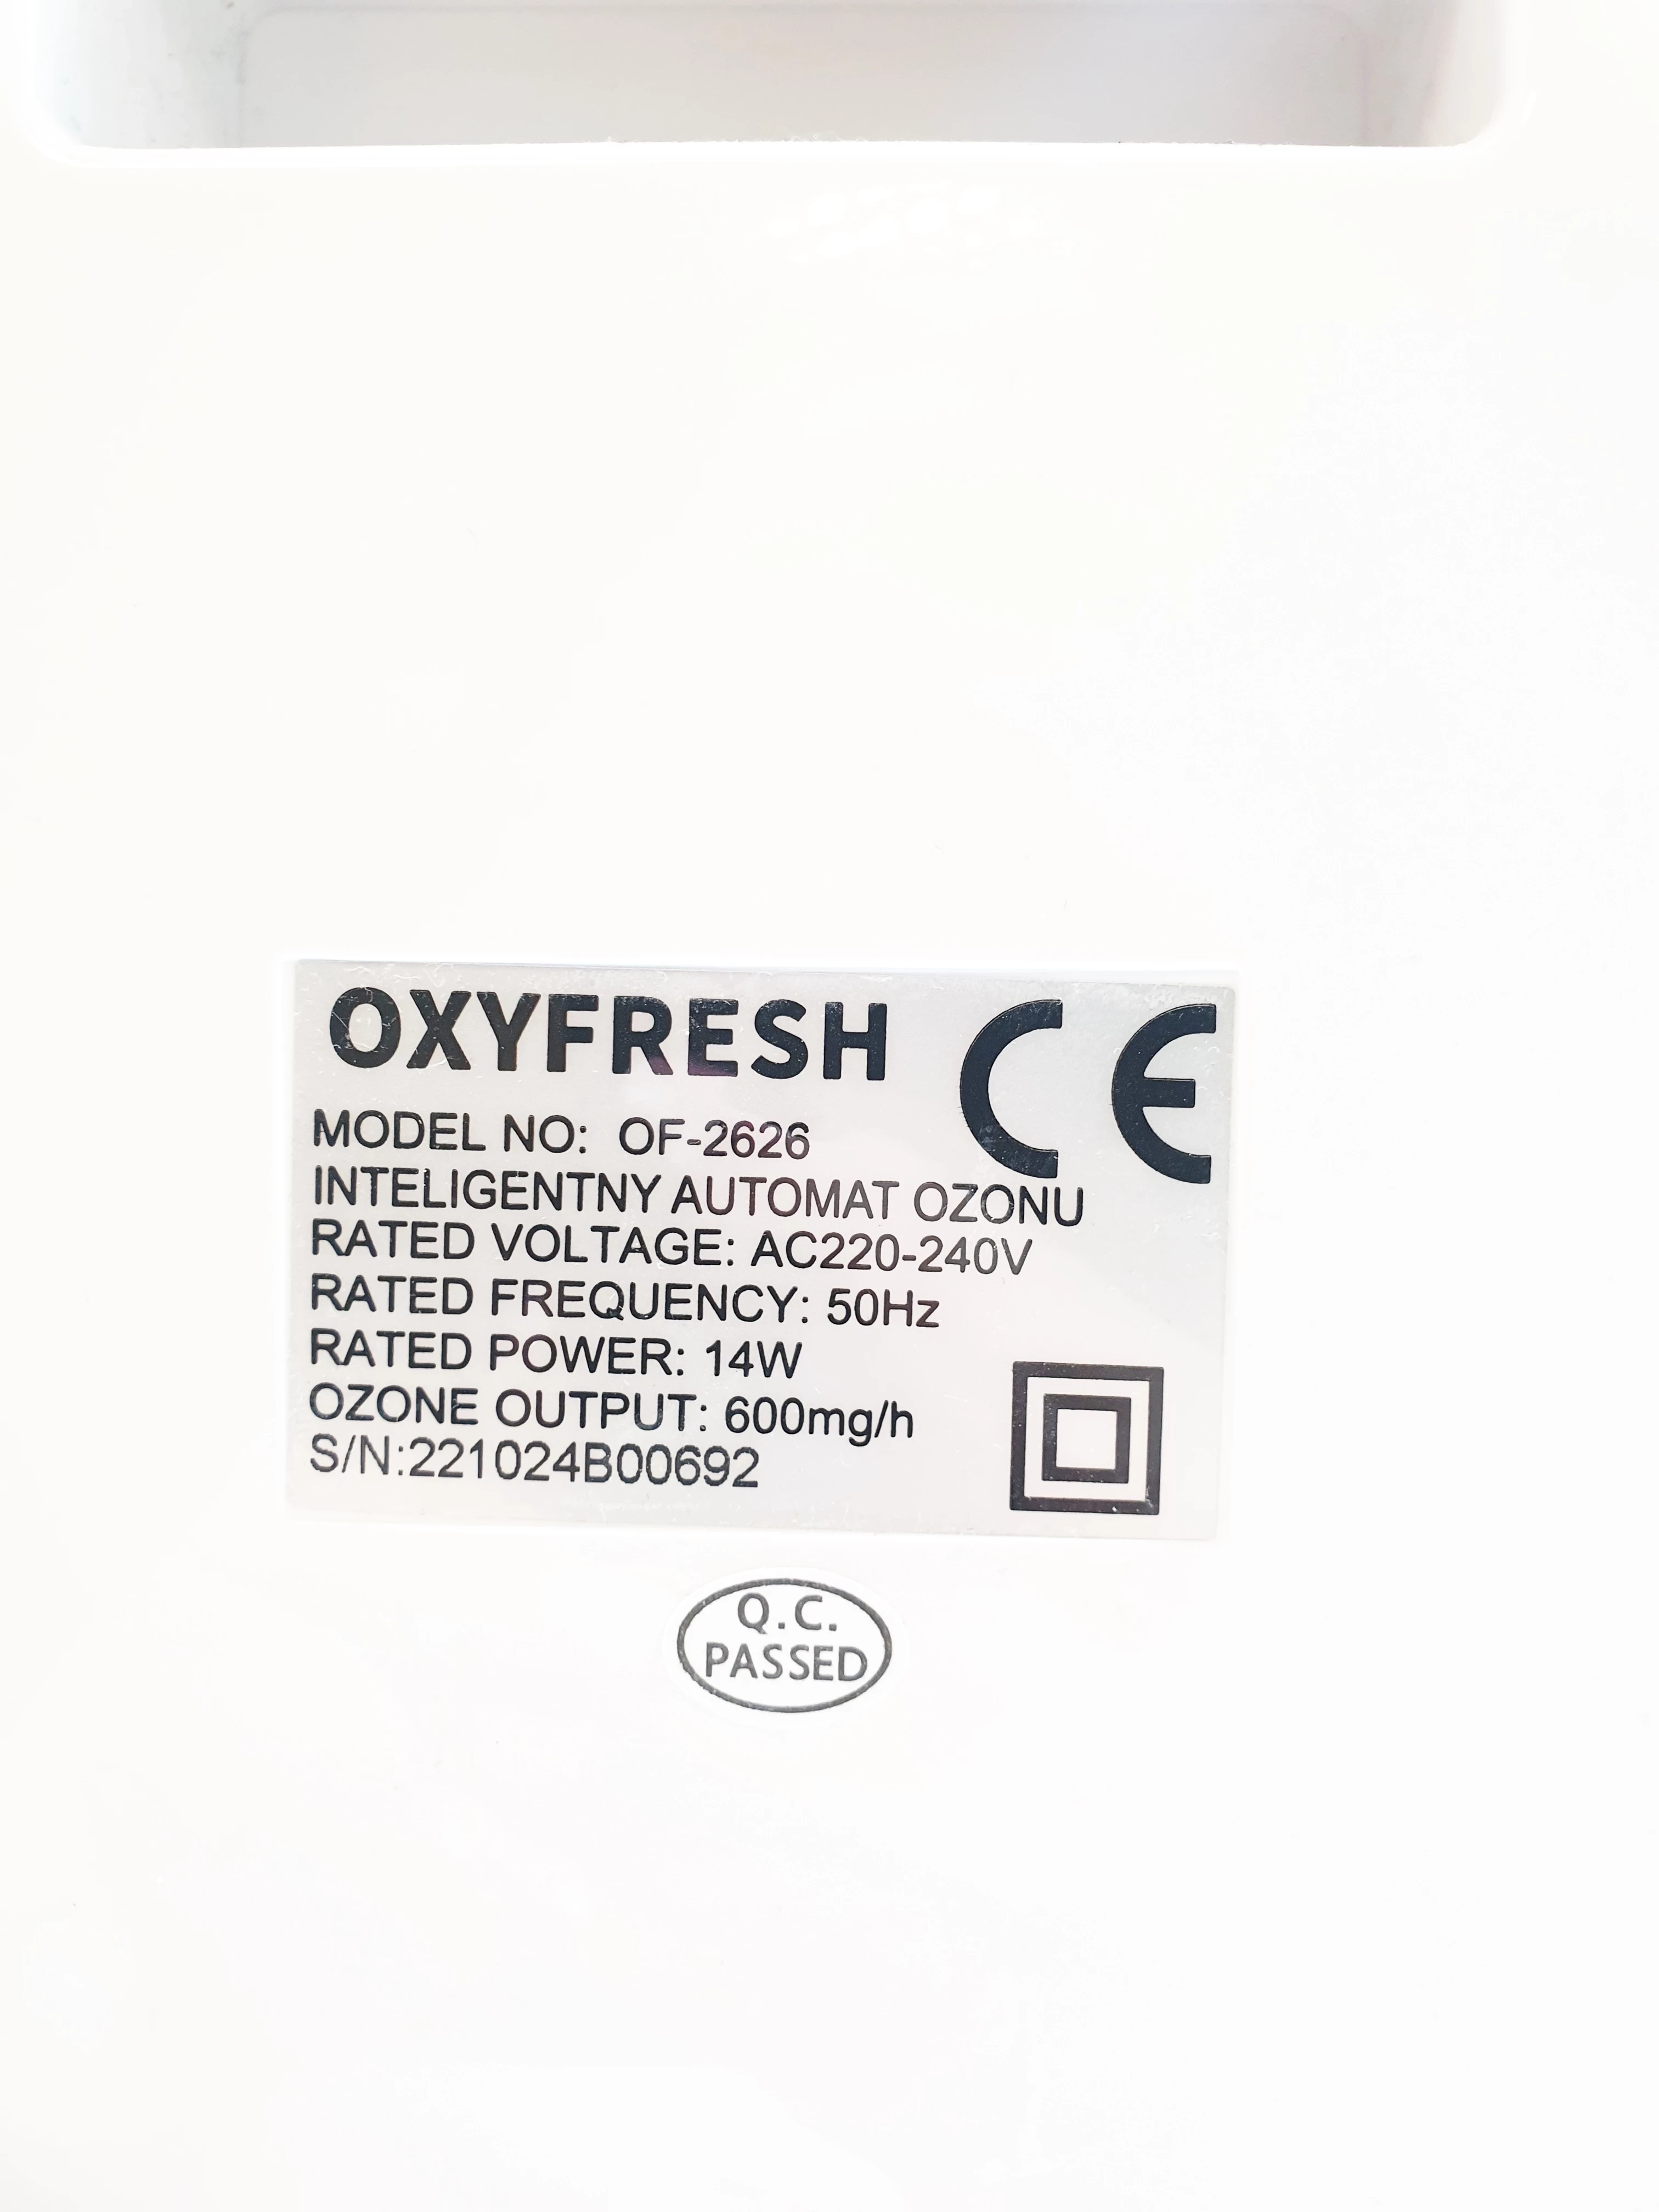 OXYFRESH CE
MODEL NO: OF-2626
INTELIGENTNY AUTOMAT OZONU
RATED VOLTAGE: AC220-240V
RATED FREQUENCY: 50Hz
RATED POWER: 14W
OZONE OUTPUT: 600mg/h
S/N:221024B00692
Q.C.
PASSED